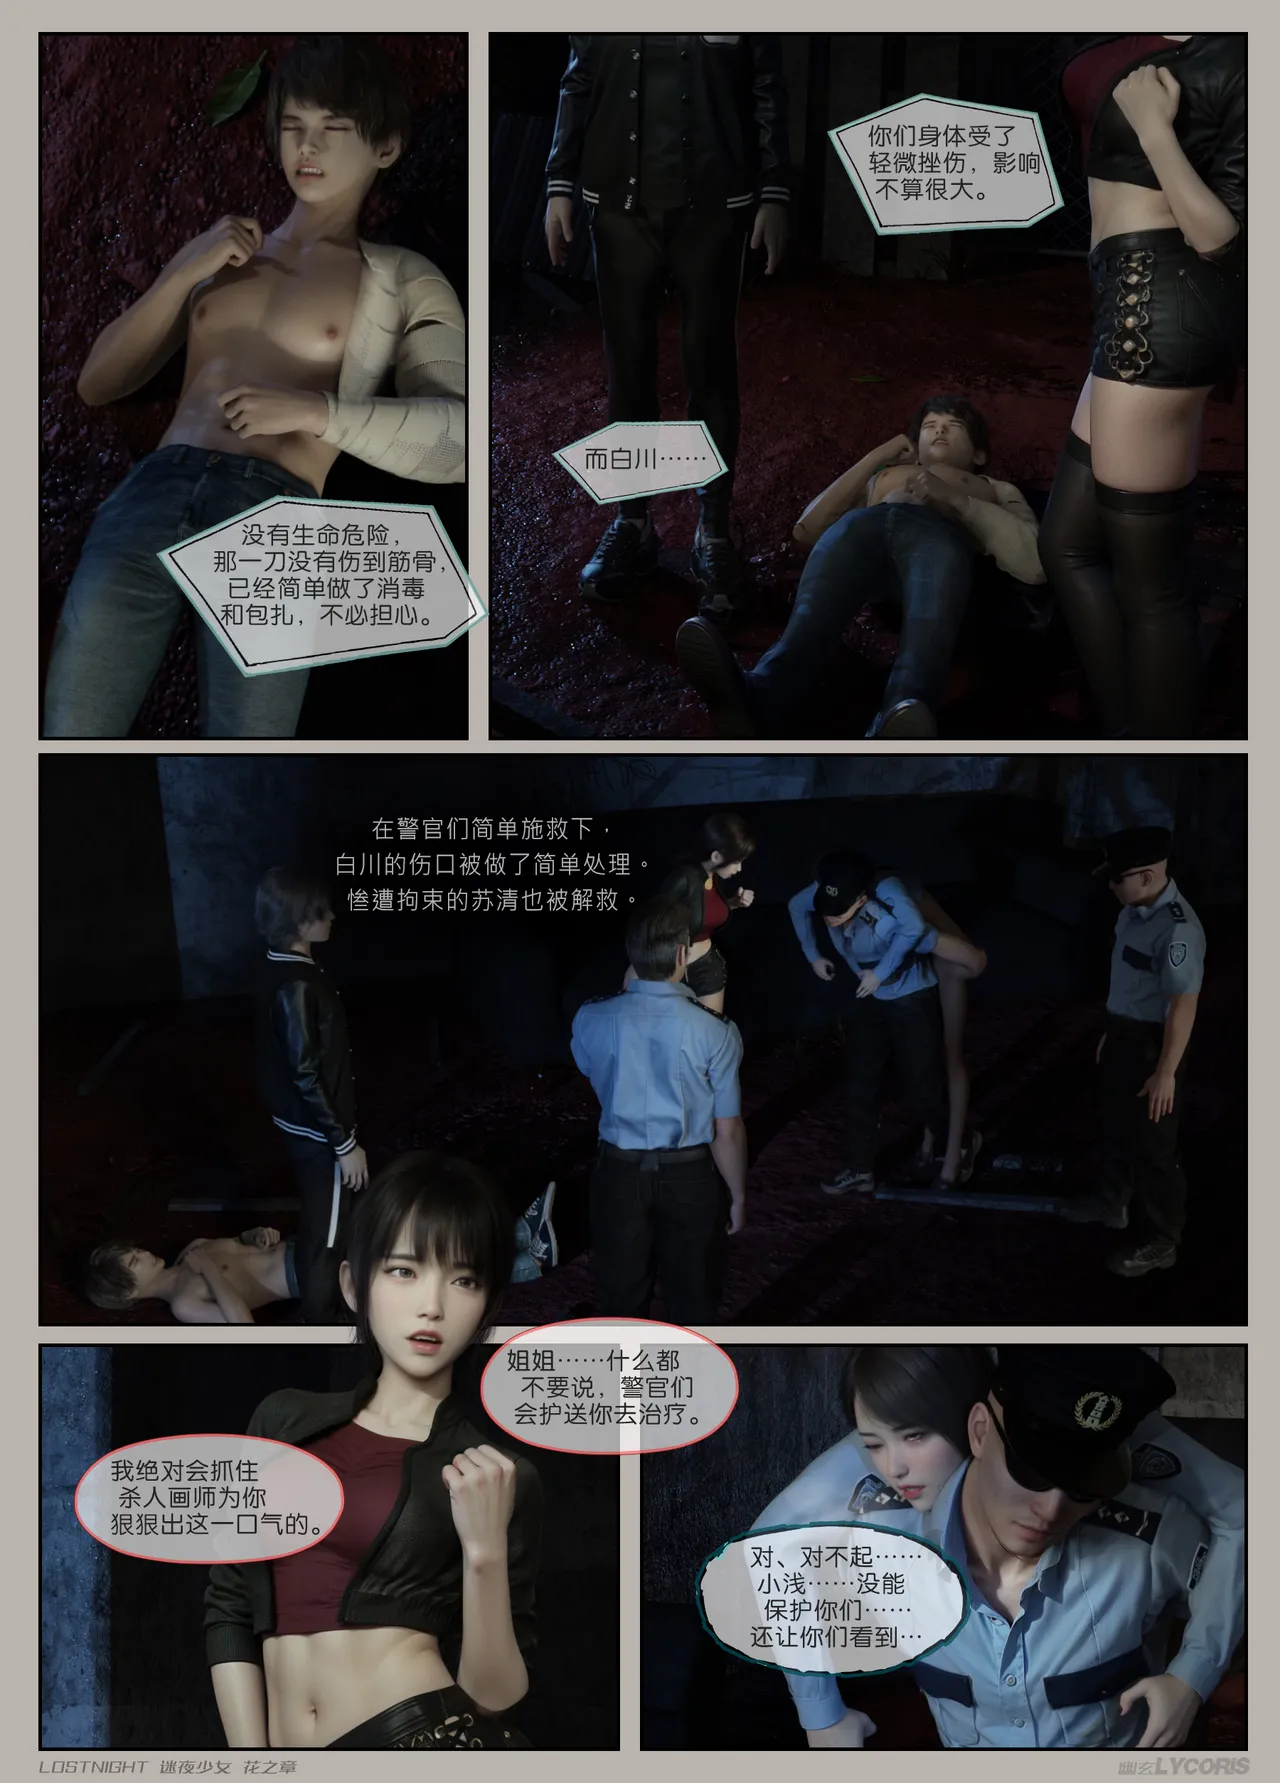 你们身体受了
轻微挫伤，影响
不算很大。
而白川……
没有生命危险，
那一刀没有伤到筋骨，
已经简单做了消毒
和包扎，不必担心。
在警官们简单施救下，
白川的伤口被做了简单处理。
惨遭拘束的苏清也被解救。
姐姐……什么都
不要说，警官们
会护送你去治疗。
我绝对会抓住
杀人画师为你
狠狠出这一口气的。
对、对不起……
小浅……没能
保护你们……
还让你们看到…
LOSTNIGHT 迷夜少女 花之章
幽玄LYCORIS